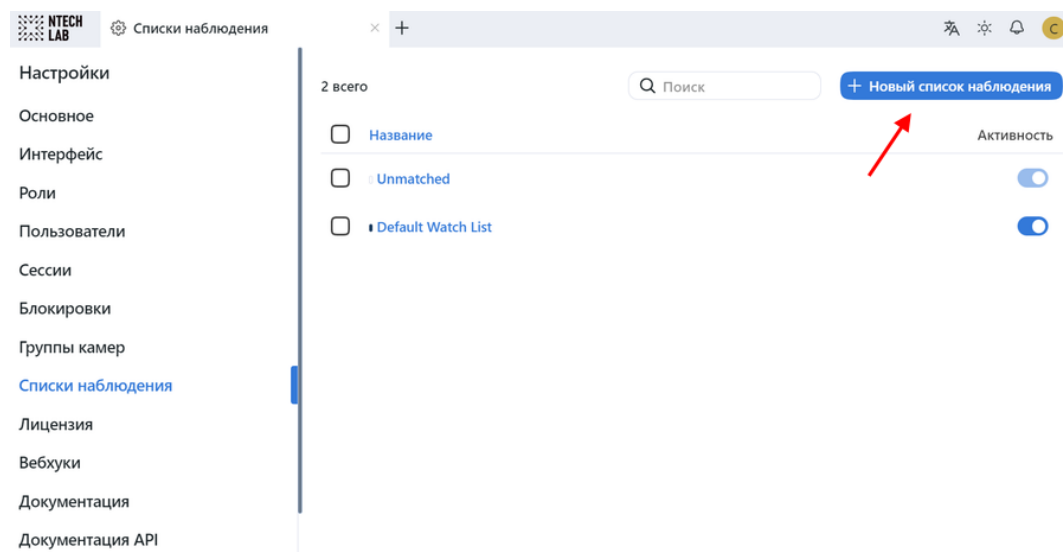 NTECH
LAB
Списки наблюдения
C
Настройки
Основное
Интерфейс
Роли
Пользователи
Сессии
Блокировки
Группы камер
Списки наблюдения
Лицензия
Вебхуки
Документация
Документация API
2 всего
Поиск
+ Новый список наблюдения
Название
Активность
Unmatched
Default Watch List